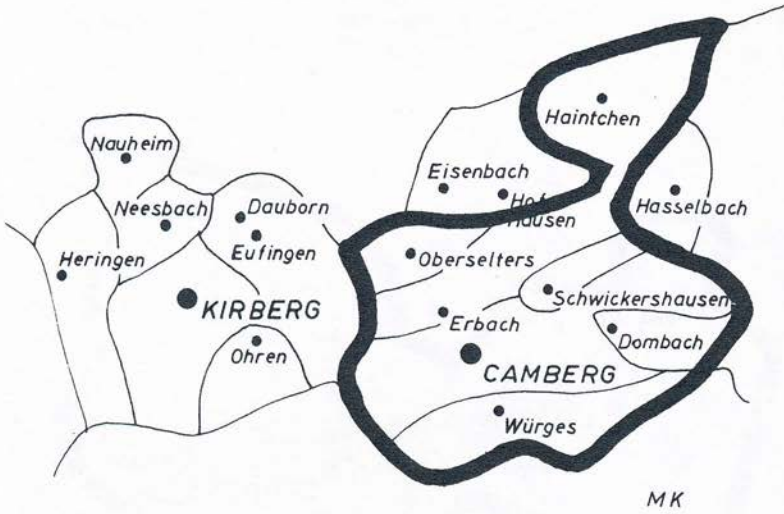 Haintchen
Nauheim
Eisenbach
Hof
Hausen
Hasselbach
Neesbach
Dauborn
Eufingen
Heringen
Oberselters
KIRBERG
Schwickershausen
Erbach
Dombach
Ohren
CAMBERG
Würges
MK